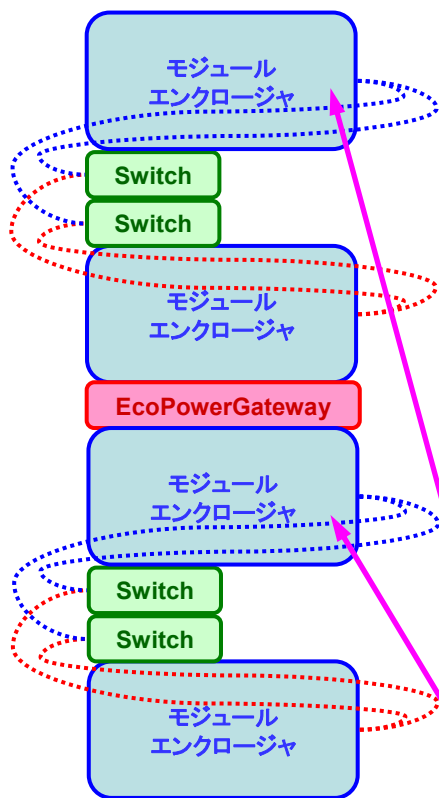 モジュール
エンクロージャ
Switch
Switch
モジュール
エンクロージャ
EcoPowerGateway
モジュール
エンクロージャ
Switch
Switch
モジュール
エンクロージャ